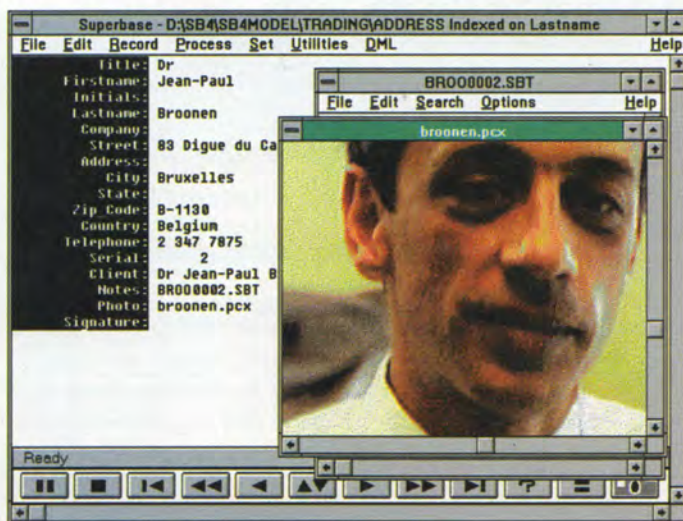 Superbase - D:\SB4\SB4MODEL\TRADING\ADDRESS Indexed on Lastname
File Edit Record Process Set Utilities DML Help
Title: Dr
Firstname: Jean-Paul
Initials:
Lastname: Broonen
Company:
Street: 83 Digue du Ca
Address:
City: Bruxelles
State:
Zip_Code: B-1130
Country: Belgium
Telephone: 2 347 7875
Serial: 2
Client: Dr Jean-Paul B
Notes: BROO0002.SBT
Photo: broonen.pcx
Signature:
BROO0002.SBT
File Edit Search Options Help
broonen.pcx
Ready